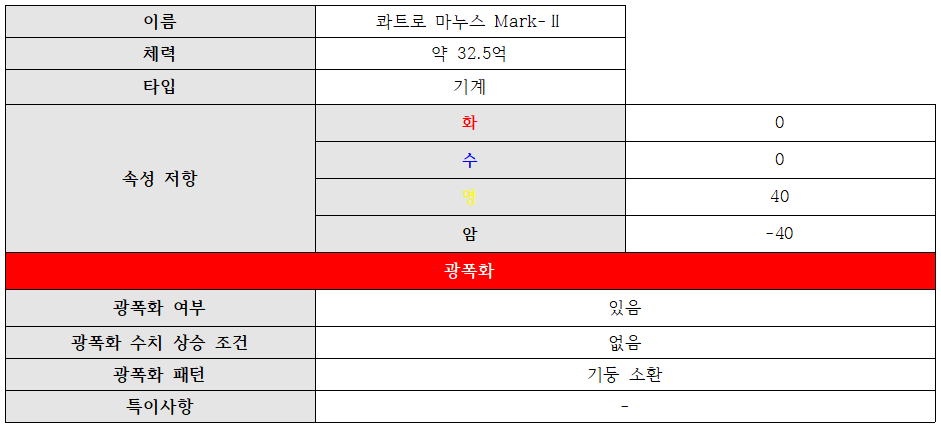 이름 콰트로 마누스 Mark-Ⅱ
체력 약 32.5억
타입 기계
속성 저항
화 0
수 0
명 40
암 -40
광폭화
광폭화 여부 있음
광폭화 수치 상승 조건 없음
광폭화 패턴 기둥 소환
특이사항 -